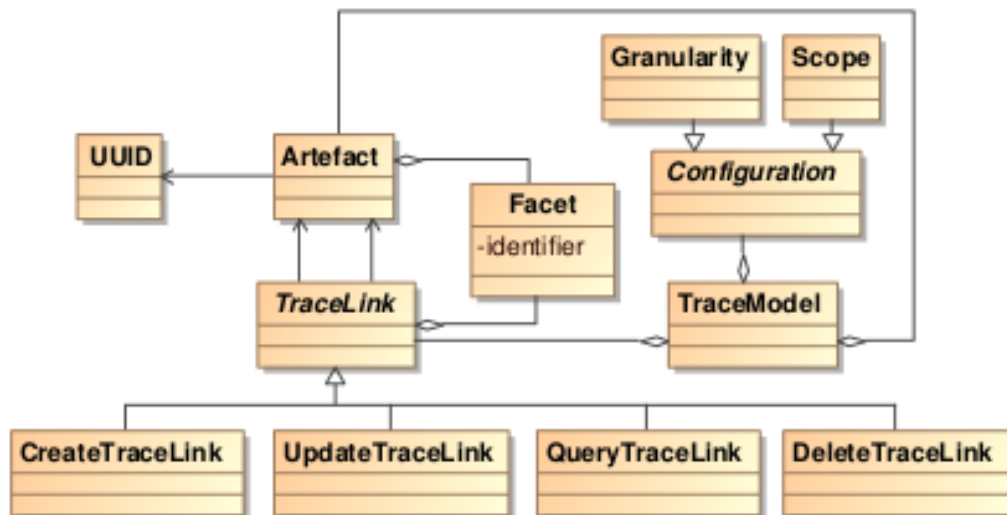 Granularity
Scope
UUID
Artefact
Configuration
Facet
-identifier
TraceLink
TraceModel
CreateTraceLink
UpdateTraceLink
QueryTraceLink
DeleteTraceLink